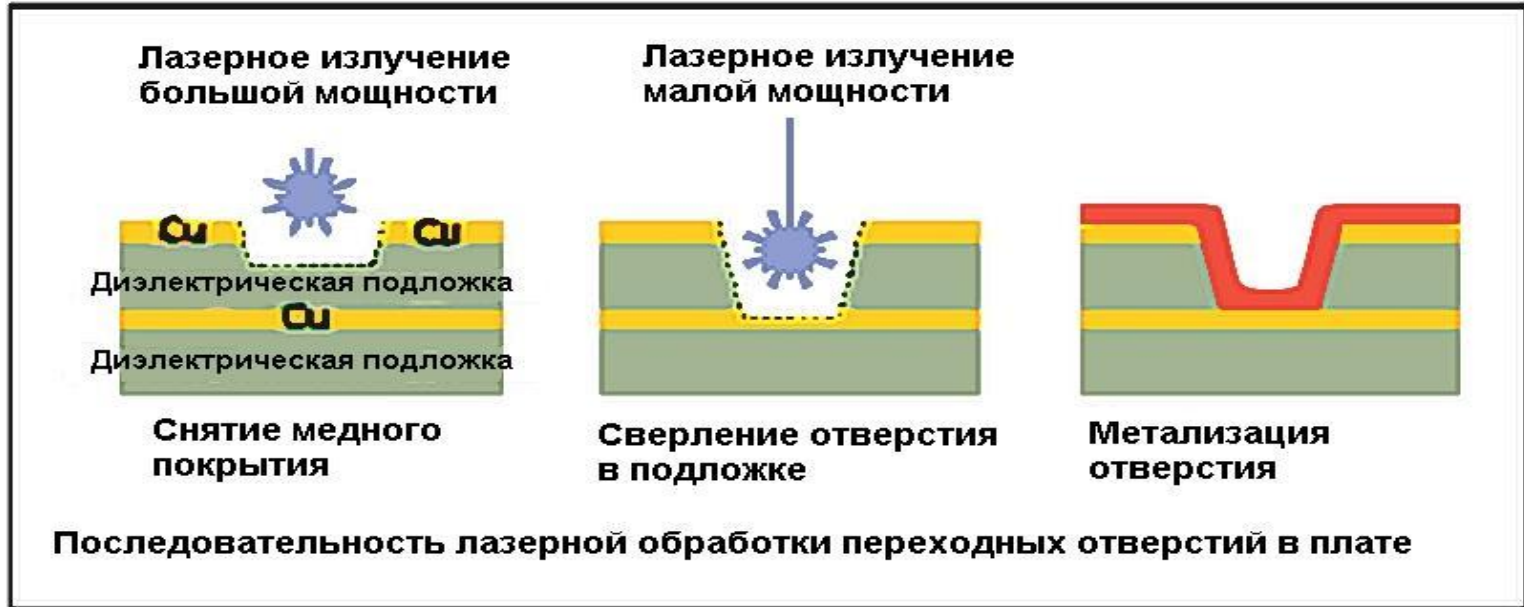 Лазерное излучение
большой мощности
Лазерное излучение
малой мощности
Cu
Cu
Диэлектрическая подложка
Cu
Диэлектрическая подложка
Снятие медного
покрытия
Сверление отверстия
в подложке
Метализация
отверстия
Последовательность лазерной обработки переходных отверстий в плате